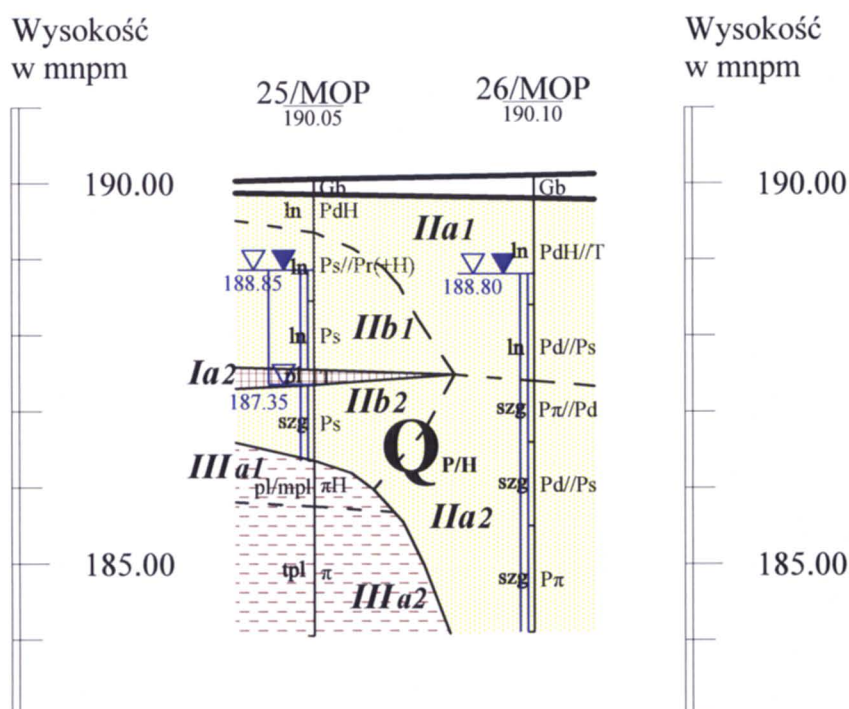 Wysokość
w mnpm
Wysokość
w mnpm
25/MOP
190.05
26/MOP
190.10
190.00
190.00
Gb
Gb
ln PdH
IIa1
ln PdH//T
ln Ps//Pr(+H)
188.85
188.80
IIb1
ln Ps
ln Pd//Ps
Ia2
pl T
187.35
IIb2
szg Pπ//Pd
szg Ps
Q P/H
IIIa1
pl/mpl πH
szg Pd//Ps
IIa2
185.00
185.00
tpl π
szg Pπ
IIIa2